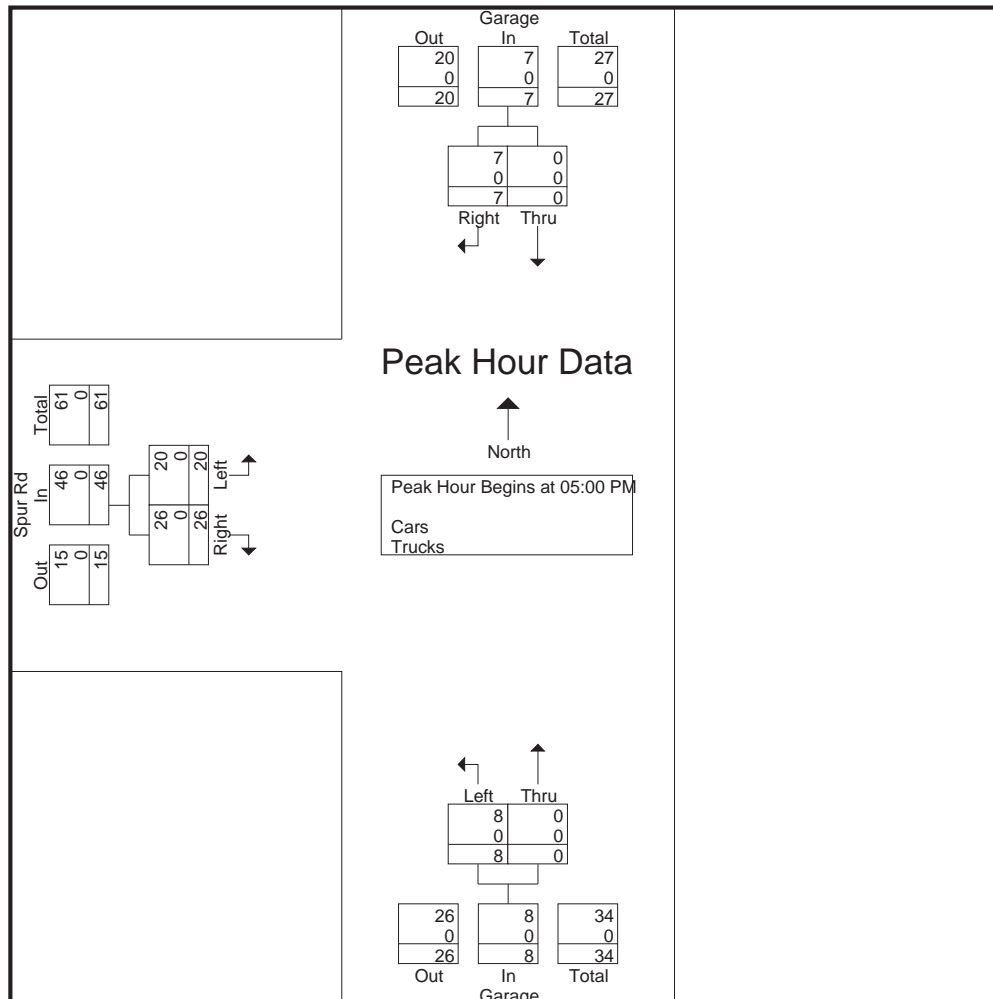 Garage
Out In Total
20 7 27
0 0 0
20 7 27
7 0
0 0
7 0
Right Thru
Peak Hour Data
North
Peak Hour Begins at 05:00 PM
Cars
Trucks
Spur Rd
Out In Total
15 46 61
0 0 0
15 46 61
Right Left
26 20
0 0
26 20
Left Thru
8 0
0 0
8 0
26 8 34
0 0 0
26 8 34
Out In Total
Garage